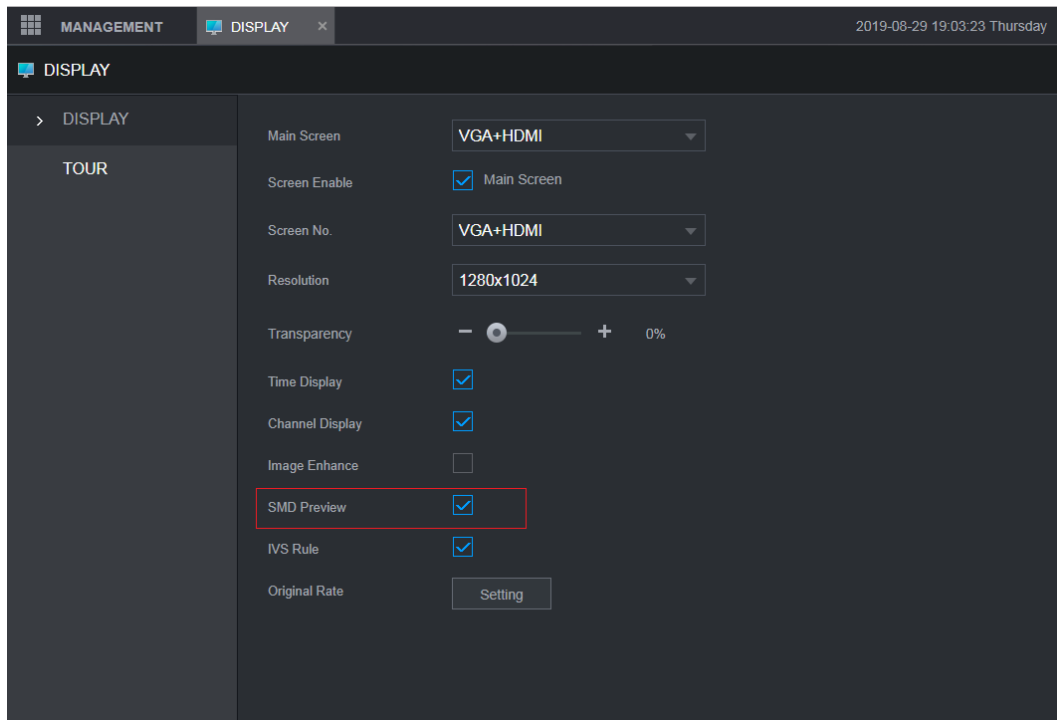 MANAGEMENT DISPLAY × 2019-08-29 19:03:23 Thursday
DISPLAY
DISPLAY
TOUR
Main Screen VGA+HDMI
Screen Enable Main Screen
Screen No. VGA+HDMI
Resolution 1280x1024
Transparency − + 0%
Time Display
Channel Display
Image Enhance
SMD Preview
IVS Rule
Original Rate Setting